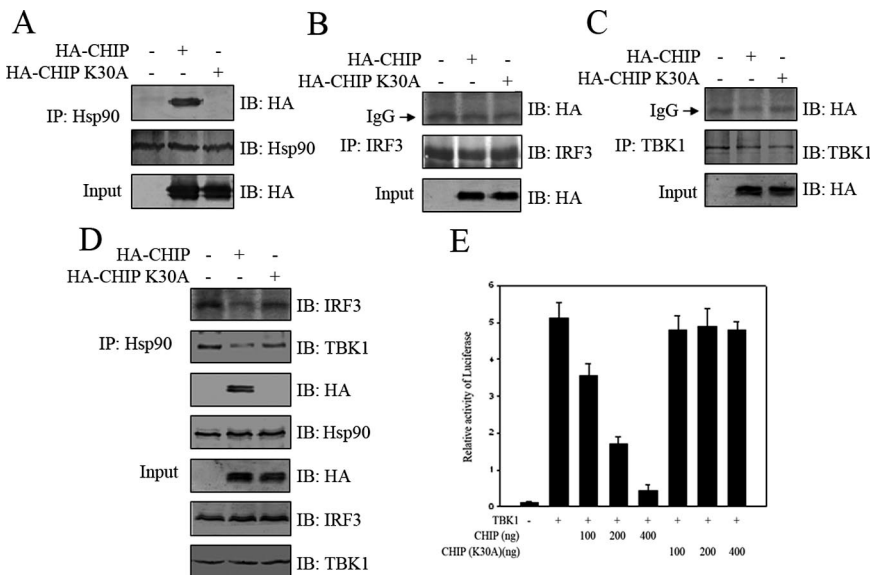 A
HA-CHIP - + -
HA-CHIP K30A - - +
IP: Hsp90
IB: HA
IB: Hsp90
Input
IB: HA
B
HA-CHIP - + -
HA-CHIP K30A - - +
IgG
IB: HA
IP: IRF3
IB: IRF3
Input
IB: HA
C
HA-CHIP - + -
HA-CHIP K30A - - +
IgG
IB: HA
IP: TBK1
IB:TBK1
Input
IB: HA
D
HA-CHIP - + -
HA-CHIP K30A - - +
IB: IRF3
IP: Hsp90
IB: TBK1
IB: HA
IB: Hsp90
Input
IB: HA
IB: IRF3
IB: TBK1
E
Relative activity of Luciferase
6
5
4
3
2
1
0
TBK1 - + + + + + + +
CHIP (ng) 100 200 400
CHIP (K30A)(ng) 100 200 400